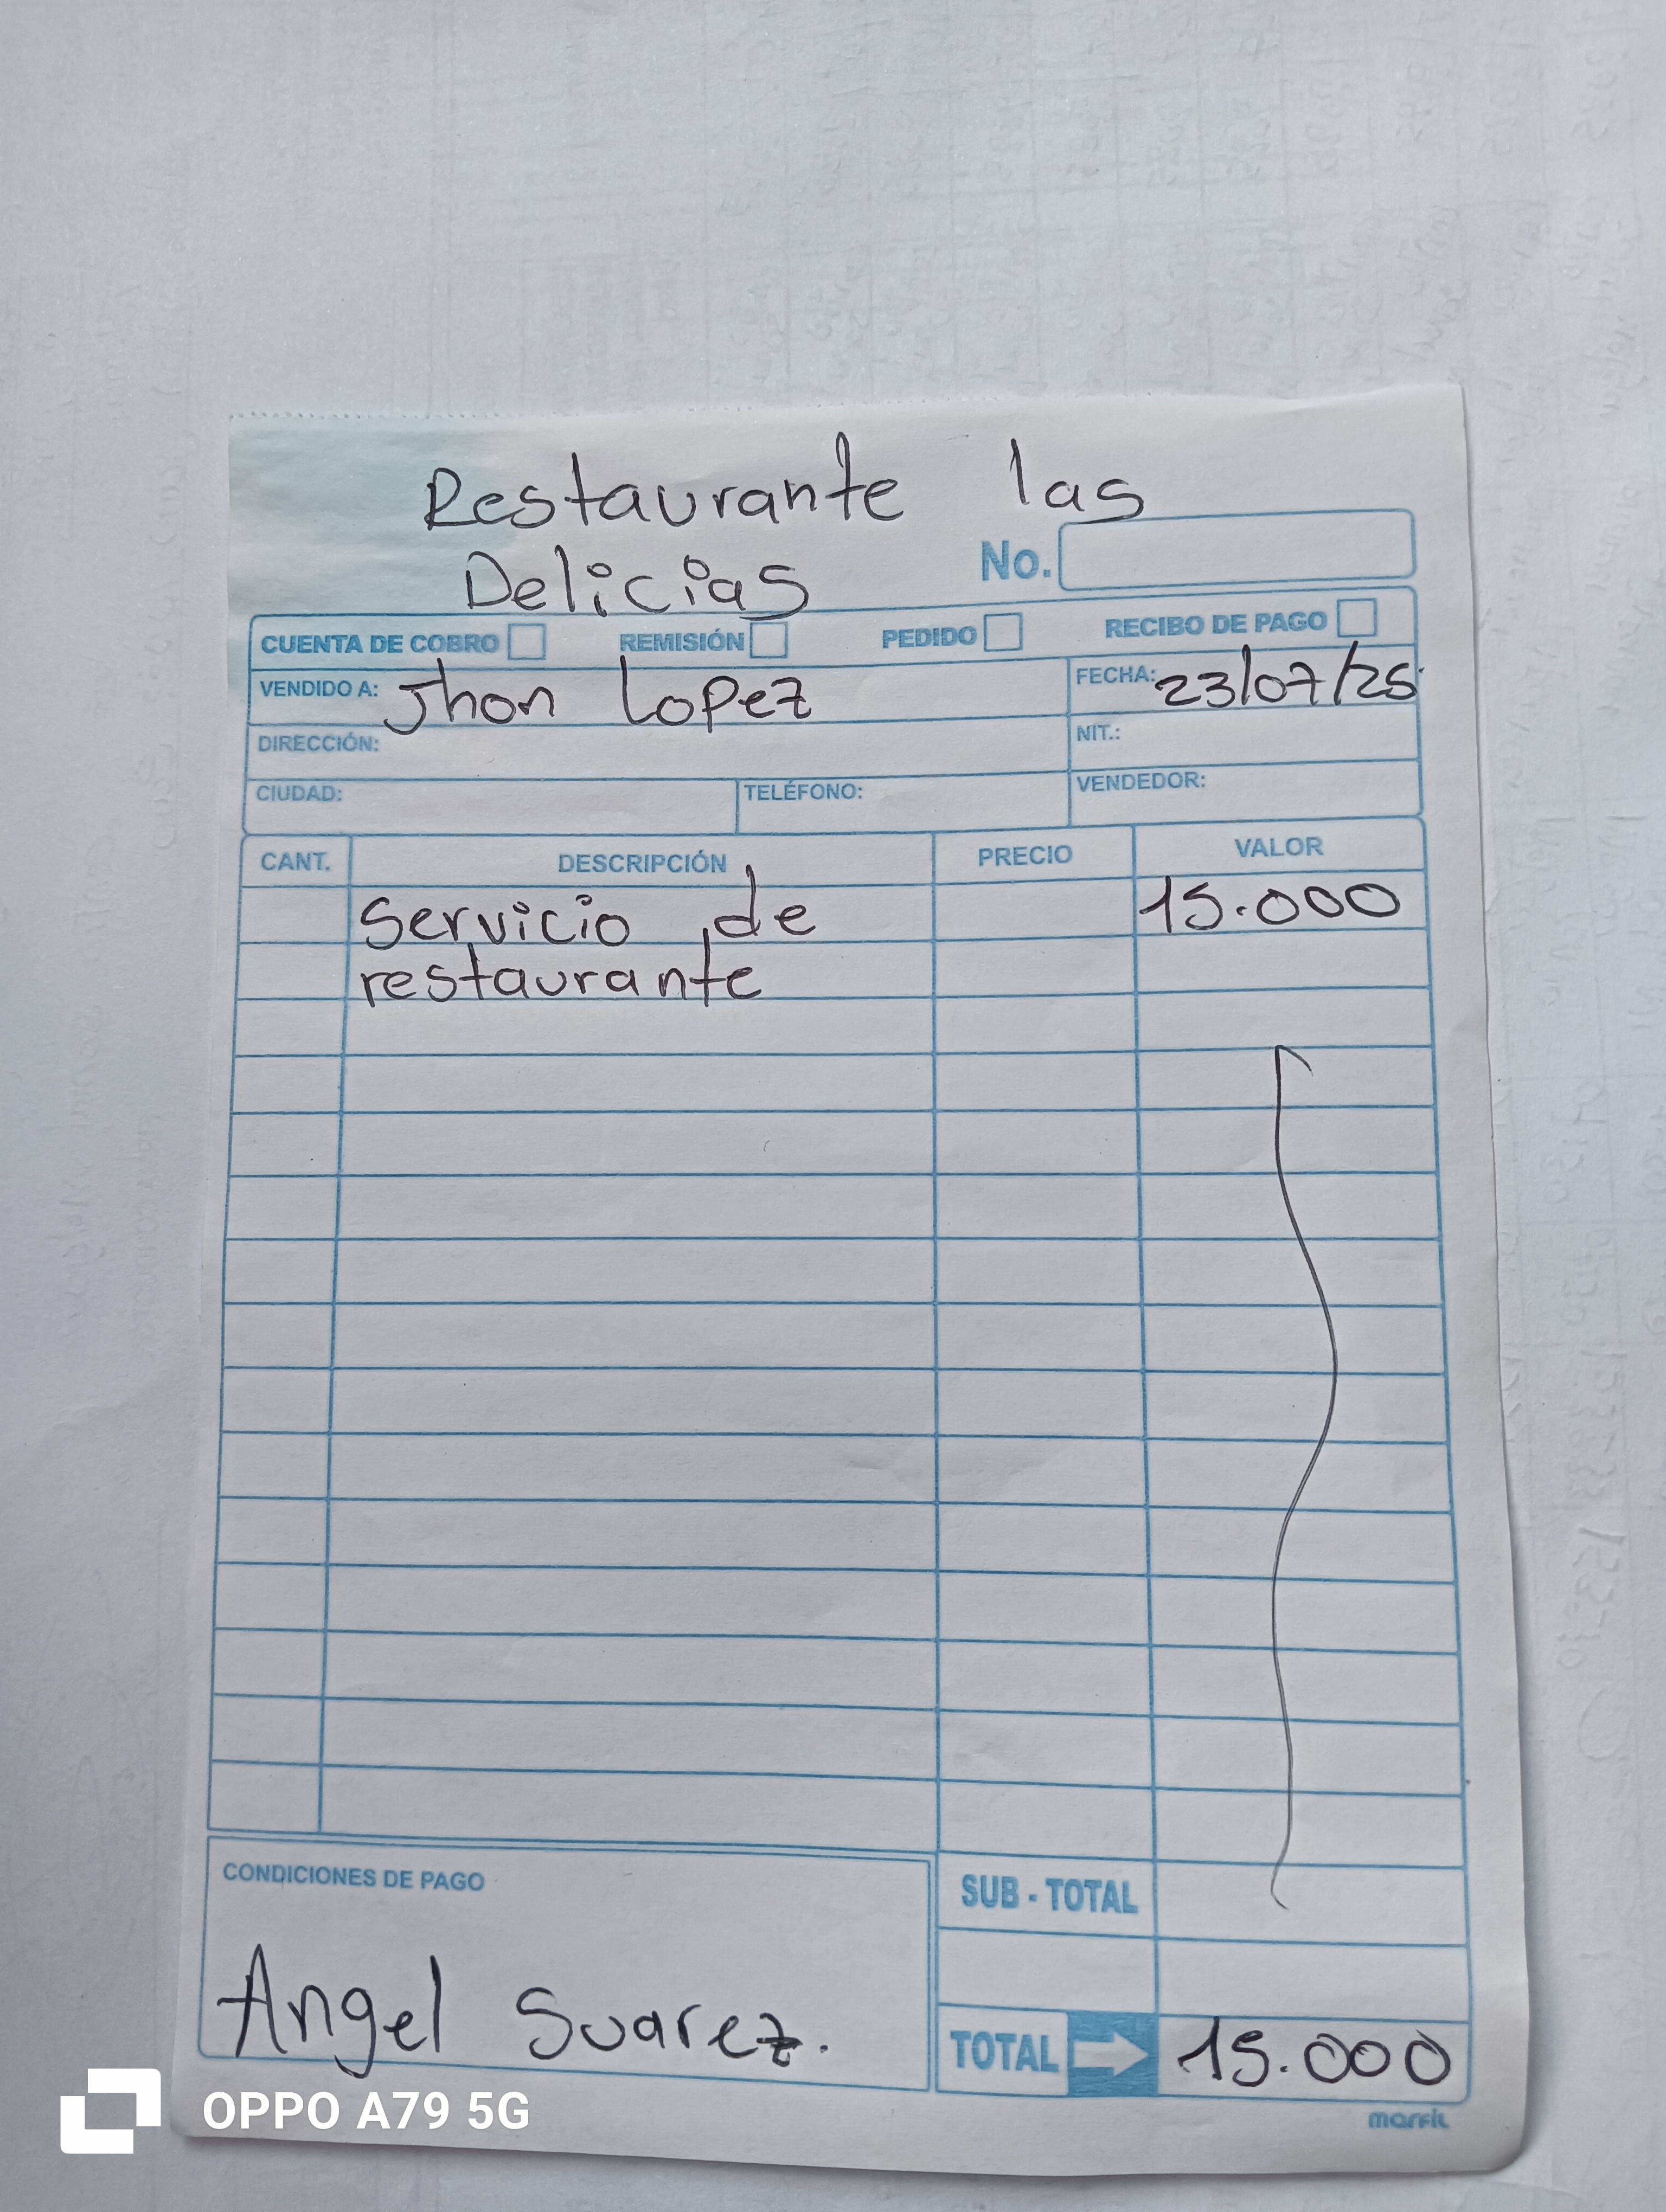 Restaurante las
Delicias
No.
CUENTA DE COBRO REMISIÓN PEDIDO RECIBO DE PAGO
VENDIDO A: Jhon Lopez FECHA: 23/07/25
DIRECCIÓN: NIT.:
CIUDAD: TELÉFONO: VENDEDOR:
CANT. DESCRIPCIÓN PRECIO VALOR
Servicio de 15.000
restaurante
CONDICIONES DE PAGO
SUB - TOTAL
Angel Suarez.
TOTAL 15.000
marfil
OPPO A79 5G